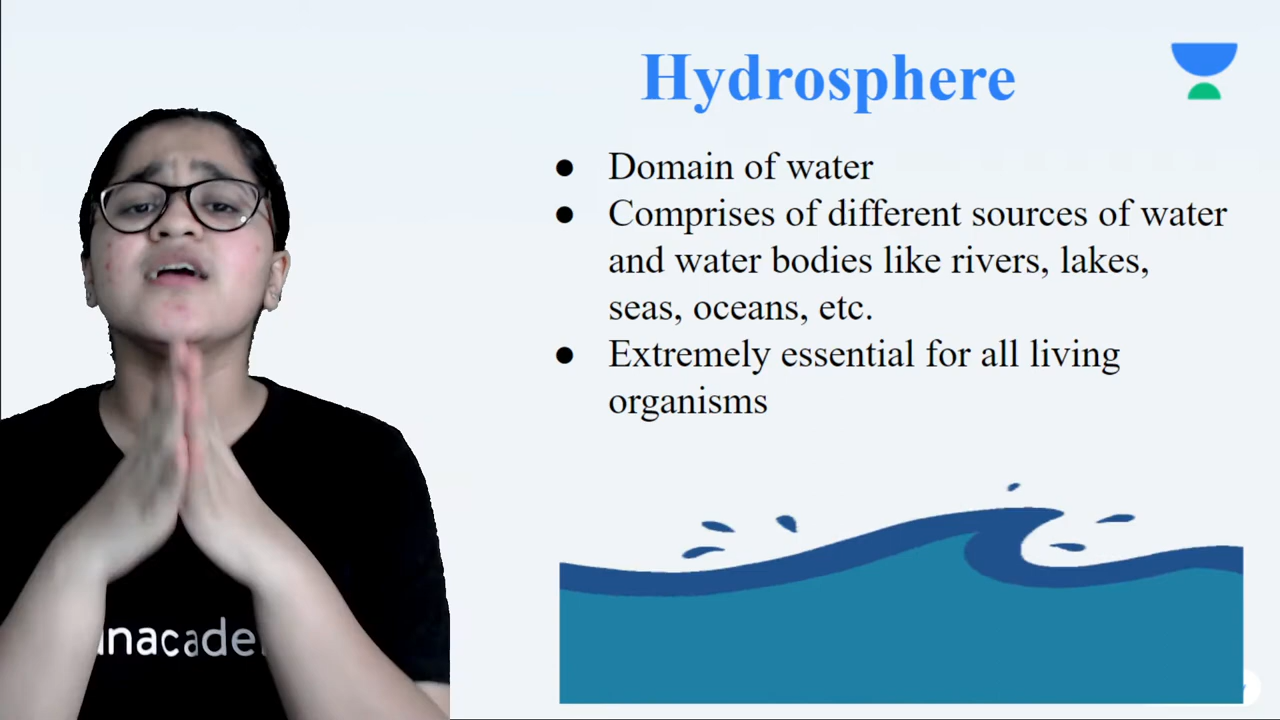 Hydrosphere
● Domain of water
● Comprises of different sources of water
and water bodies like rivers, lakes,
seas, oceans, etc.
● Extremely essential for all living
organisms
unacade